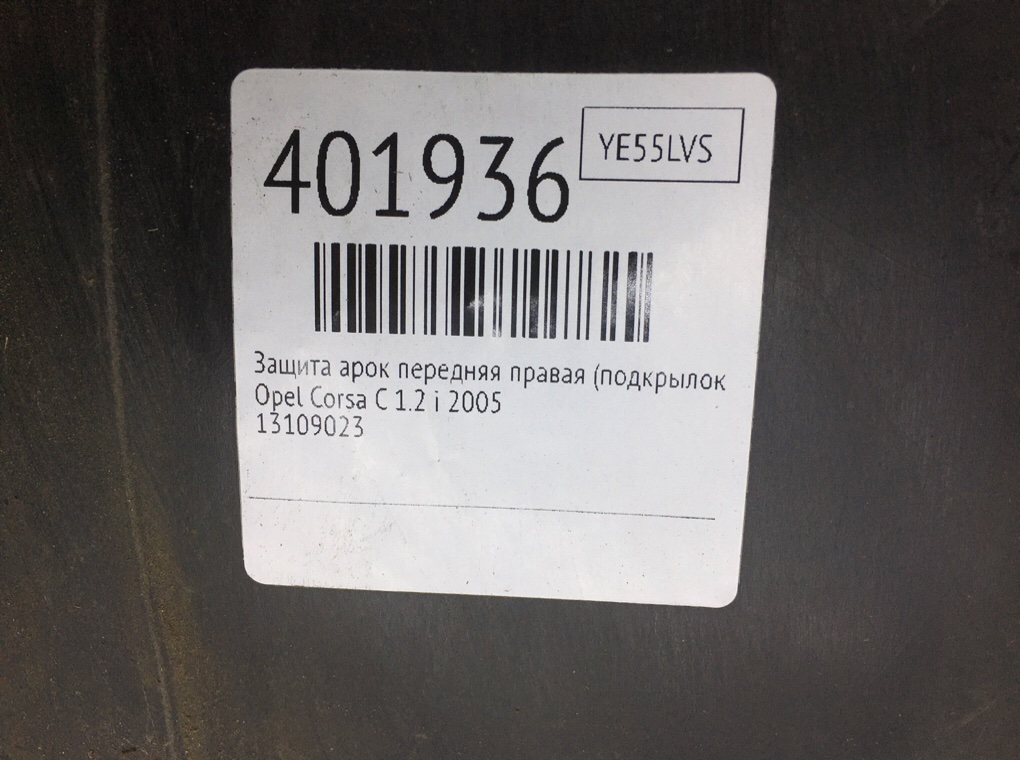 401936
YE55LVS
Защита арок передняя правая (подкрылок
Opel Corsa C 1.2 i 2005
13109023